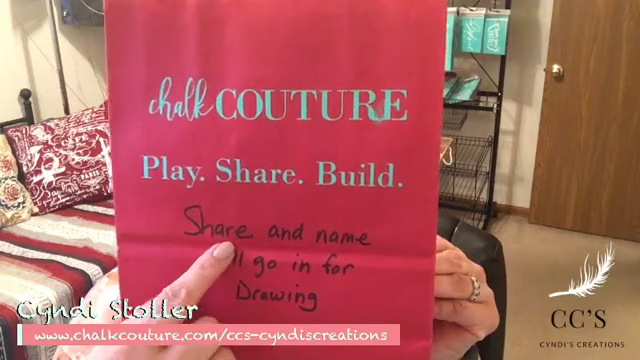 chalk COUTURE
Play. Share. Build.
Share and name
go in for
Drawing
Cyndi Stoller
www.chalkcouture.com/ccs-cyndiscreations
CC'S
CYNDI'S CREATIONS
PARIS